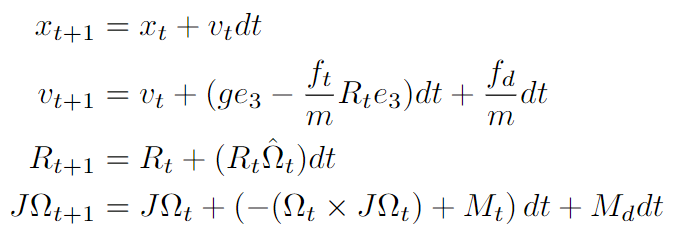 x_{t+1} = x_t + v_t dt
v_{t+1} = v_t + (ge_3 − \frac{f_t}{m} R_t e_3)dt + \frac{f_d}{m} dt
R_{t+1} = R_t + (R_t \hat{Ω}_t)dt
JΩ_{t+1} = JΩ_t + (−(Ω_t × JΩ_t) + M_t) dt + M_d dt